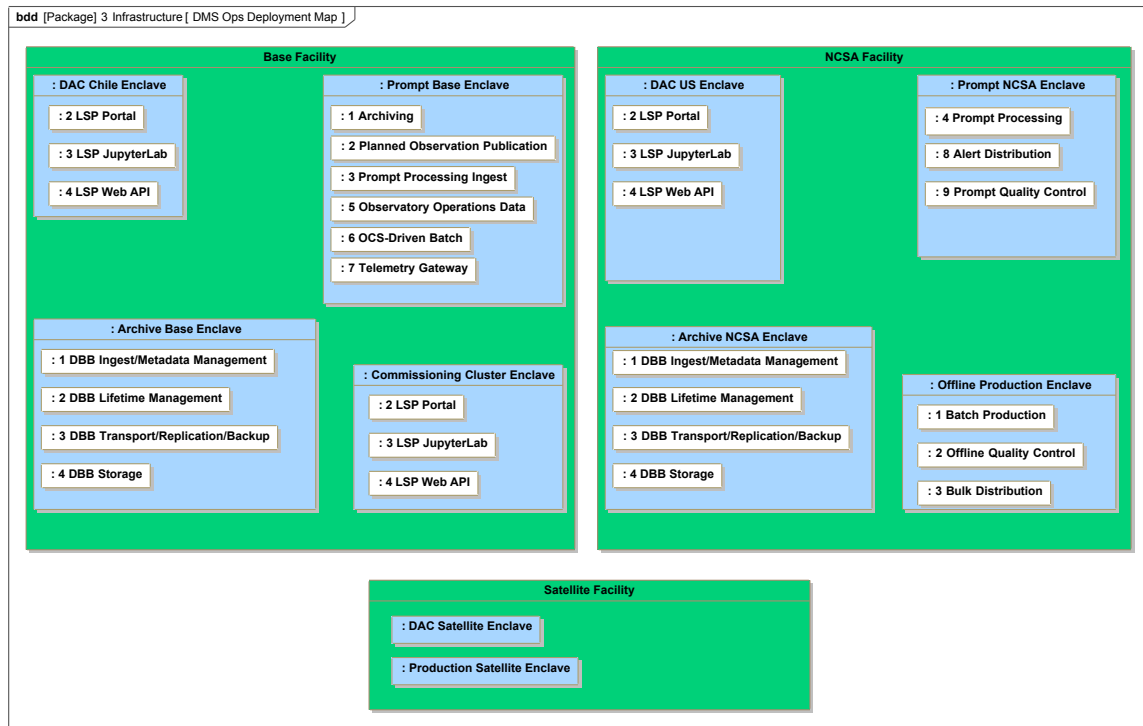 bdd [Package] 3 Infrastructure [ DMS Ops Deployment Map ]
Base Facility
: DAC Chile Enclave
: 2 LSP Portal
: 3 LSP JupyterLab
: 4 LSP Web API
: Prompt Base Enclave
: 1 Archiving
: 2 Planned Observation Publication
: 3 Prompt Processing Ingest
: 5 Observatory Operations Data
: 6 OCS-Driven Batch
: 7 Telemetry Gateway
: Archive Base Enclave
: 1 DBB Ingest/Metadata Management
: 2 DBB Lifetime Management
: 3 DBB Transport/Replication/Backup
: 4 DBB Storage
: Commissioning Cluster Enclave
: 2 LSP Portal
: 3 LSP JupyterLab
: 4 LSP Web API
NCSA Facility
: DAC US Enclave
: 2 LSP Portal
: 3 LSP JupyterLab
: 4 LSP Web API
: Prompt NCSA Enclave
: 4 Prompt Processing
: 8 Alert Distribution
: 9 Prompt Quality Control
: Archive NCSA Enclave
: 1 DBB Ingest/Metadata Management
: 2 DBB Lifetime Management
: 3 DBB Transport/Replication/Backup
: 4 DBB Storage
: Offline Production Enclave
: 1 Batch Production
: 2 Offline Quality Control
: 3 Bulk Distribution
Satellite Facility
: DAC Satellite Enclave
: Production Satellite Enclave